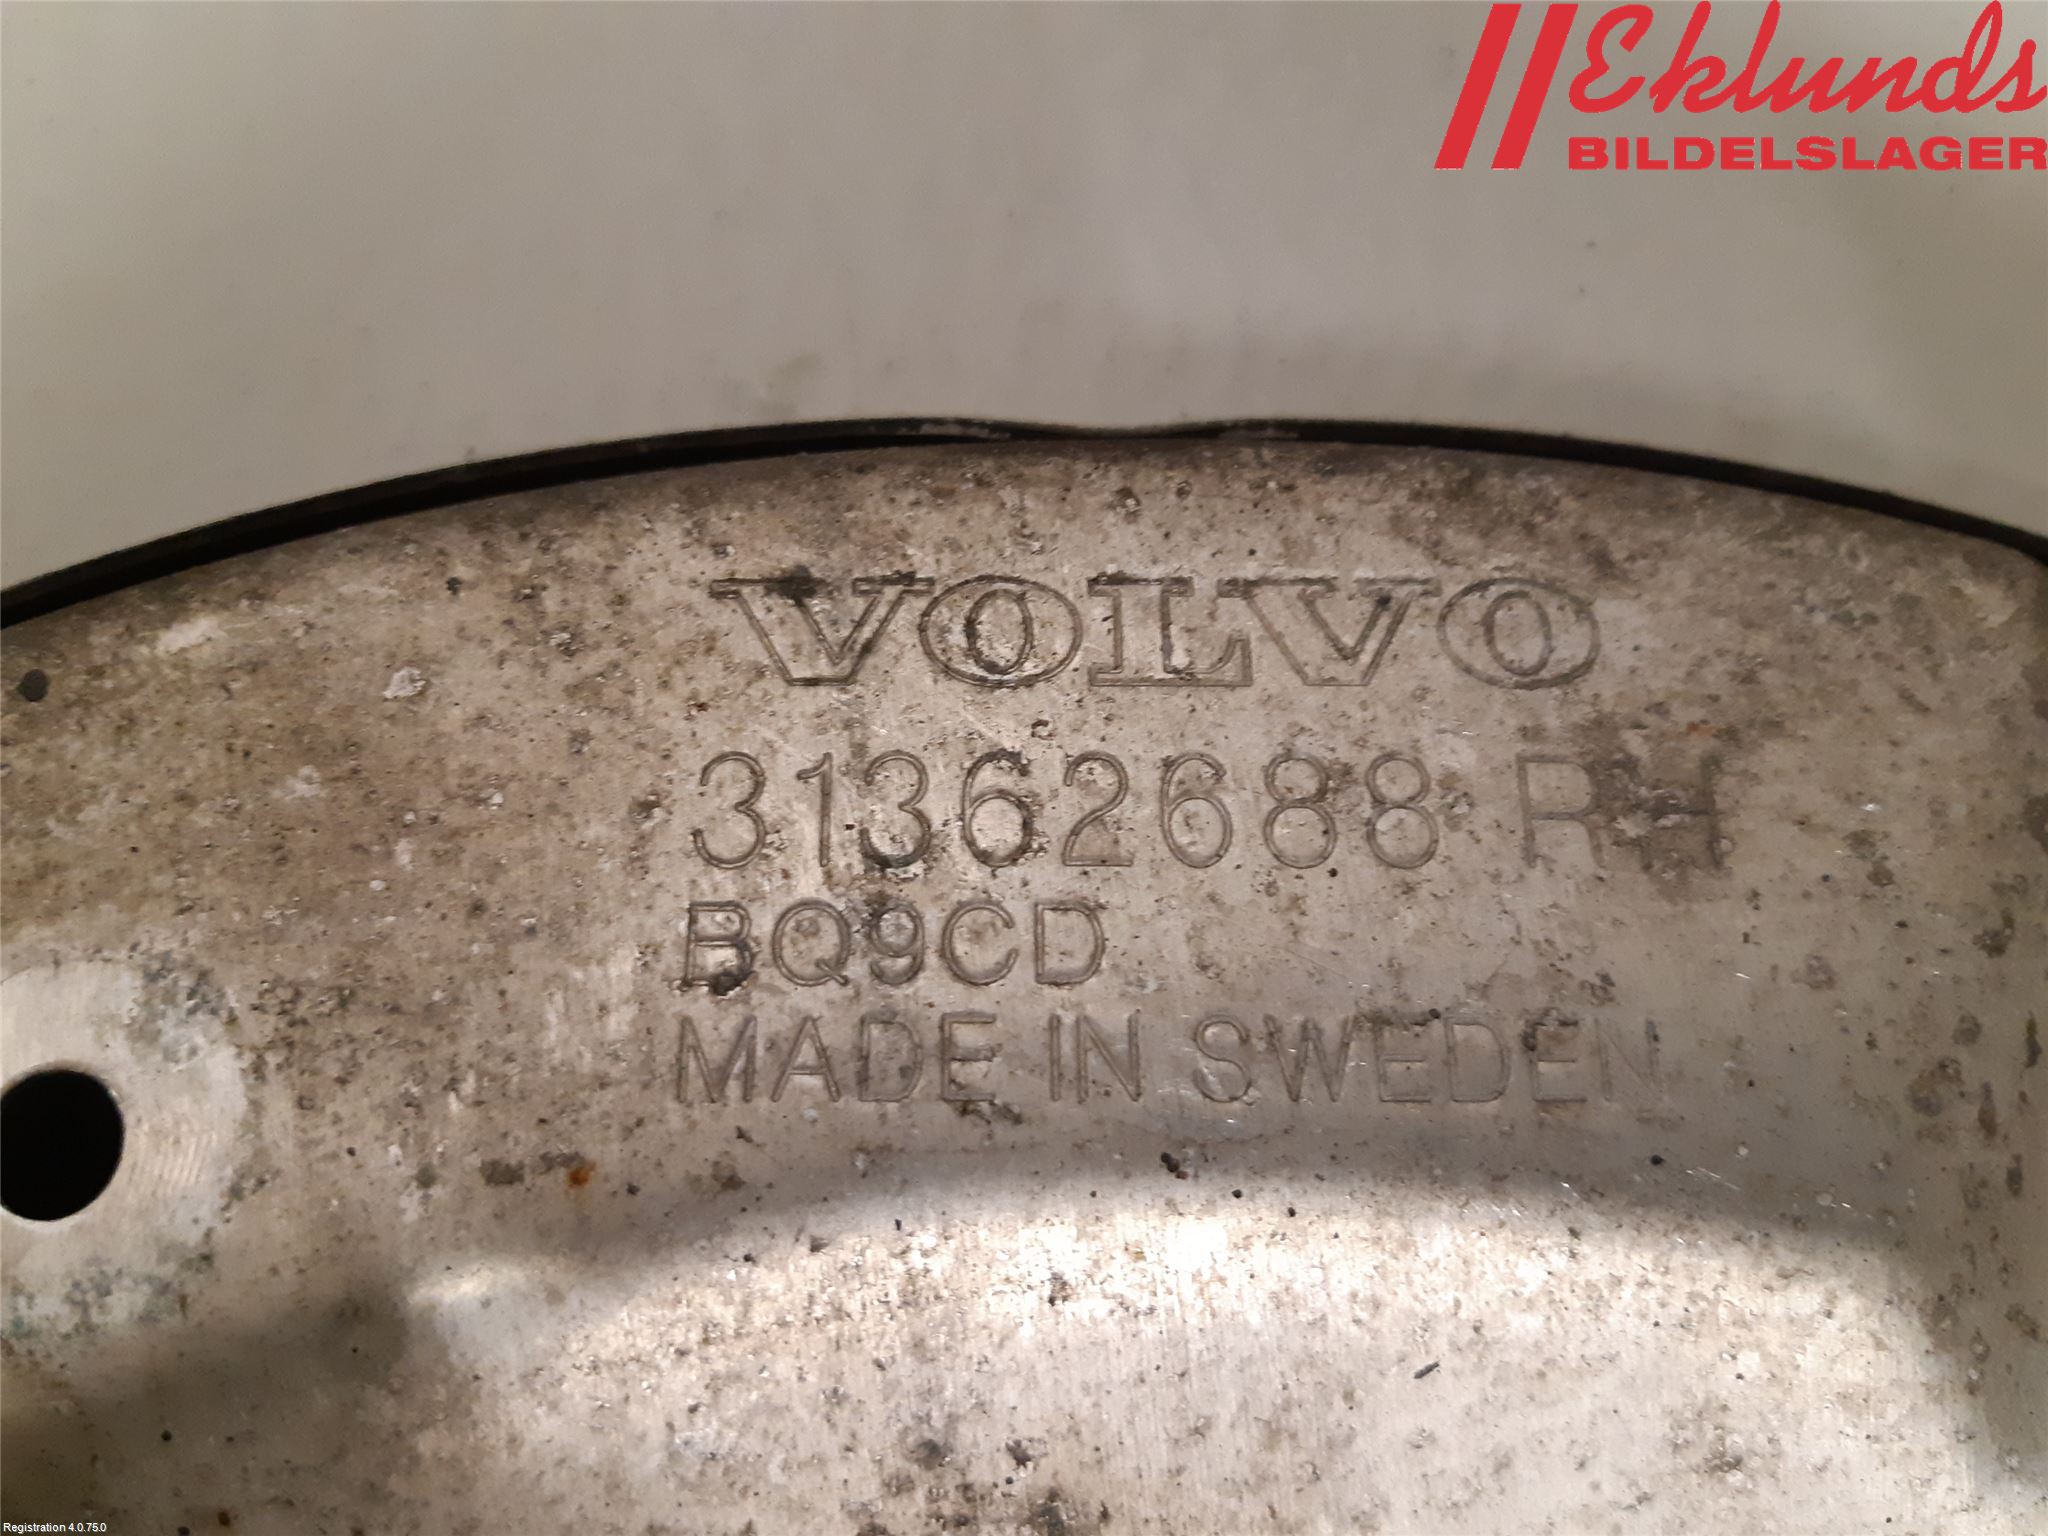 Eklunds
BILDELSLAGER
VOLVO
31362688 RH
BQ9CD
MADE IN SWEDEN
Registration 4.0.75.0